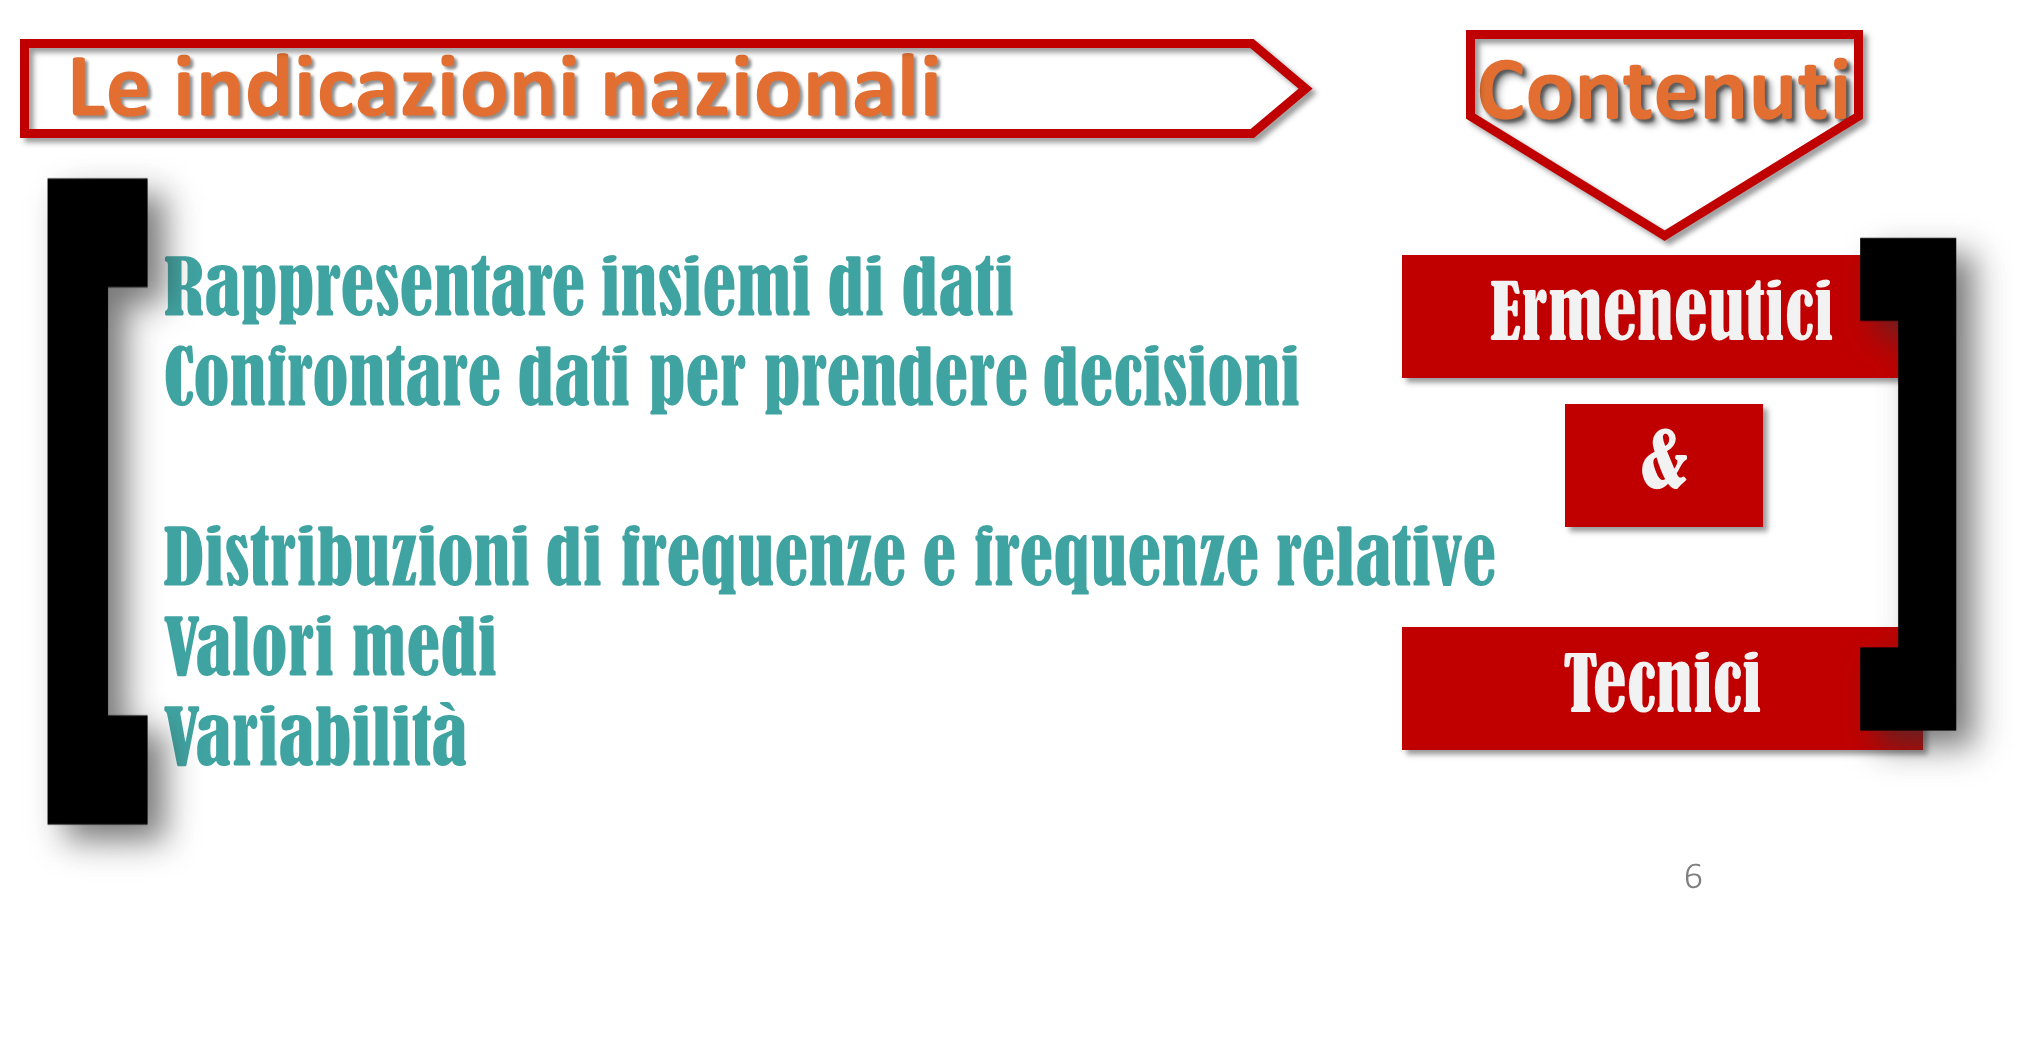 Le indicazioni nazionali
Contenuti
Rappresentare insiemi di dati
Confrontare dati per prendere decisioni
Distribuzioni di frequenze e frequenze relative
Valori medi
Variabilità
Ermeneutici
&
Tecnici
6